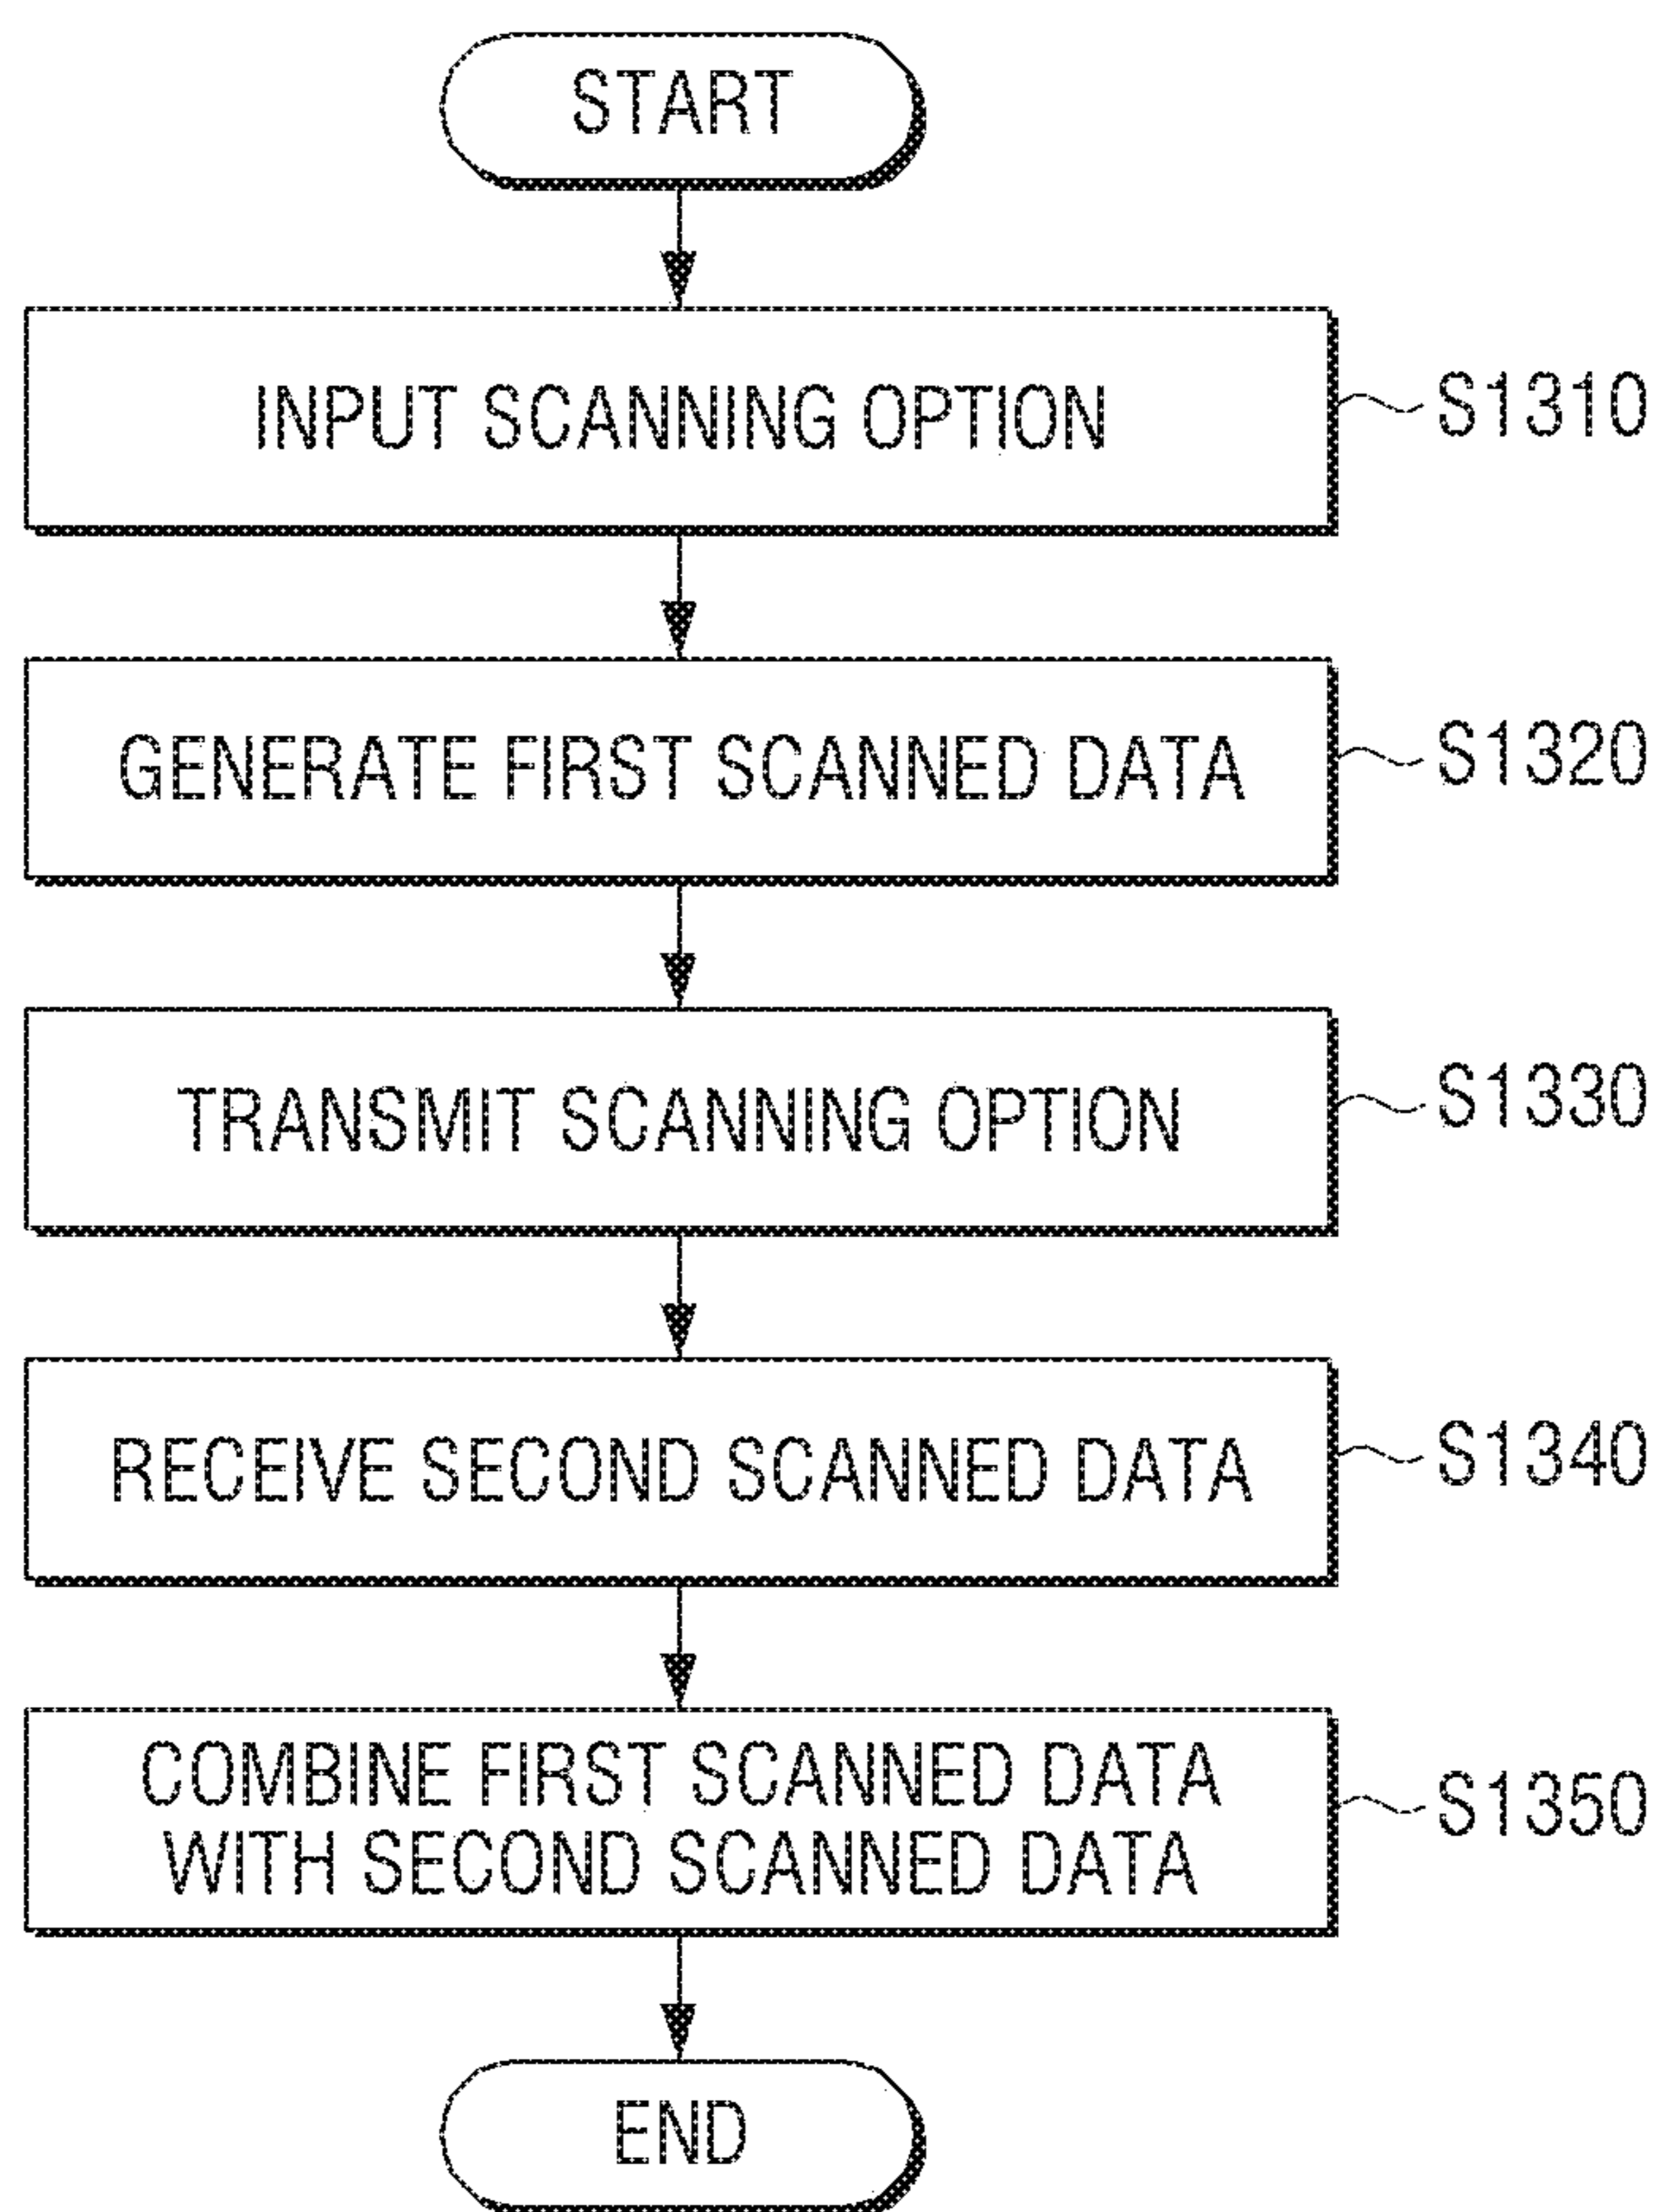 START
INPUT SCANNING OPTION
S1310
GENERATE FIRST SCANNED DATA
S1320
TRANSMIT SCANNING OPTION
S1330
RECEIVE SECOND SCANNED DATA
S1340
COMBINE FIRST SCANNED DATA
WITH SECOND SCANNED DATA
S1350
END